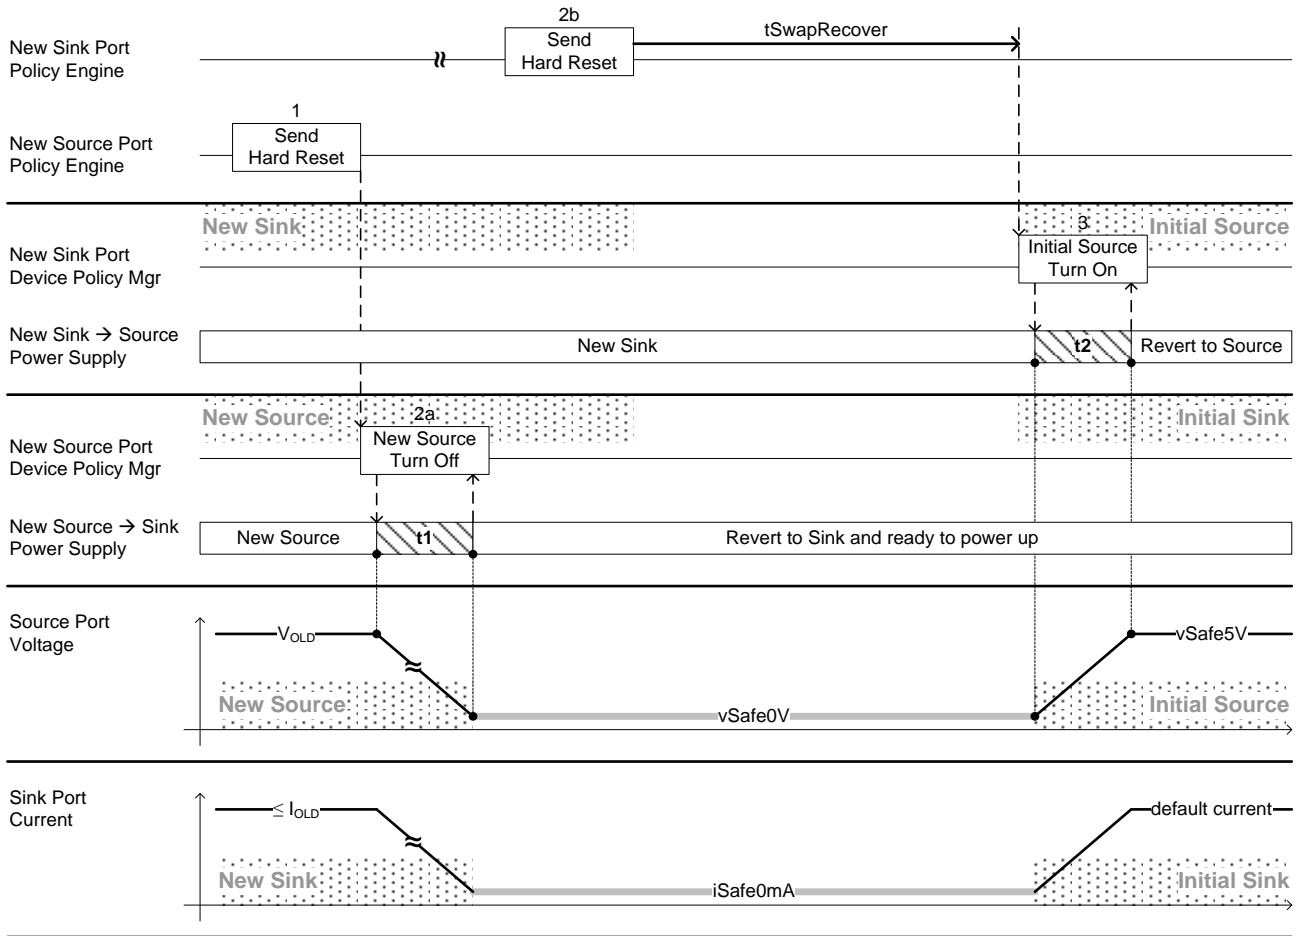 2b
New Sink Port
Policy Engine
Send
Hard Reset
tSwapRecover
1
New Source Port
Policy Engine
Send
Hard Reset
New Sink
3
Initial Source
New Sink Port
Device Policy Mgr
Initial Source
Turn On
New Sink → Source
Power Supply
New Sink
t2
Revert to Source
New Source
2a
Initial Sink
New Source Port
Device Policy Mgr
New Source
Turn Off
New Source → Sink
Power Supply
New Source
t1
Revert to Sink and ready to power up
Source Port
Voltage
VOLD
vSafe5V
New Source
vSafe0V
Initial Source
Sink Port
Current
≤ IOLD
default current
New Sink
iSafe0mA
Initial Sink